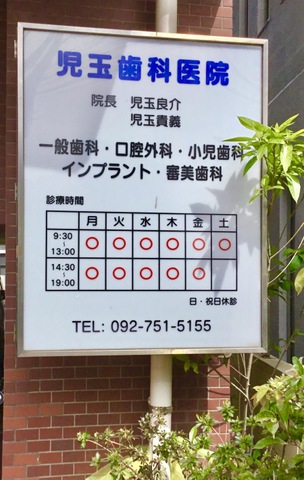 児玉歯科医院
院長 児玉良介
児玉貴義
一般歯科・口腔外科・小児歯科
インプラント・審美歯科
診療時間
月 火 水 木 金 土
9:30～13:00 ○ ○ ○ ○ ○ ○
14:30～19:00 ○ ○ ○ ○ ○
日・祝日休診
TEL: 092-751-5155